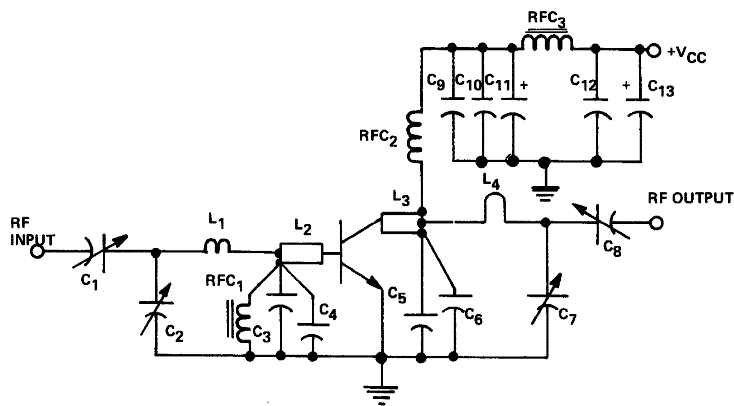 RFC3
+VCC
C9
C10
C11
+
C12
+
C13
RFC2
L4
L3
RF OUTPUT
RF
INPUT
L1
L2
C8
C1
RFC1
C2
C3
C4
C5
C6
C7